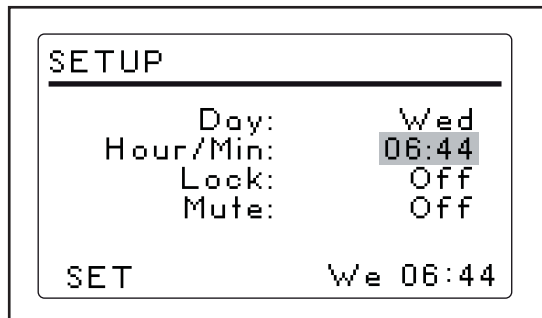 SETUP
Day: Wed
Hour/Min: 06:44
Lock: Off
Mute: Off
SET We 06:44